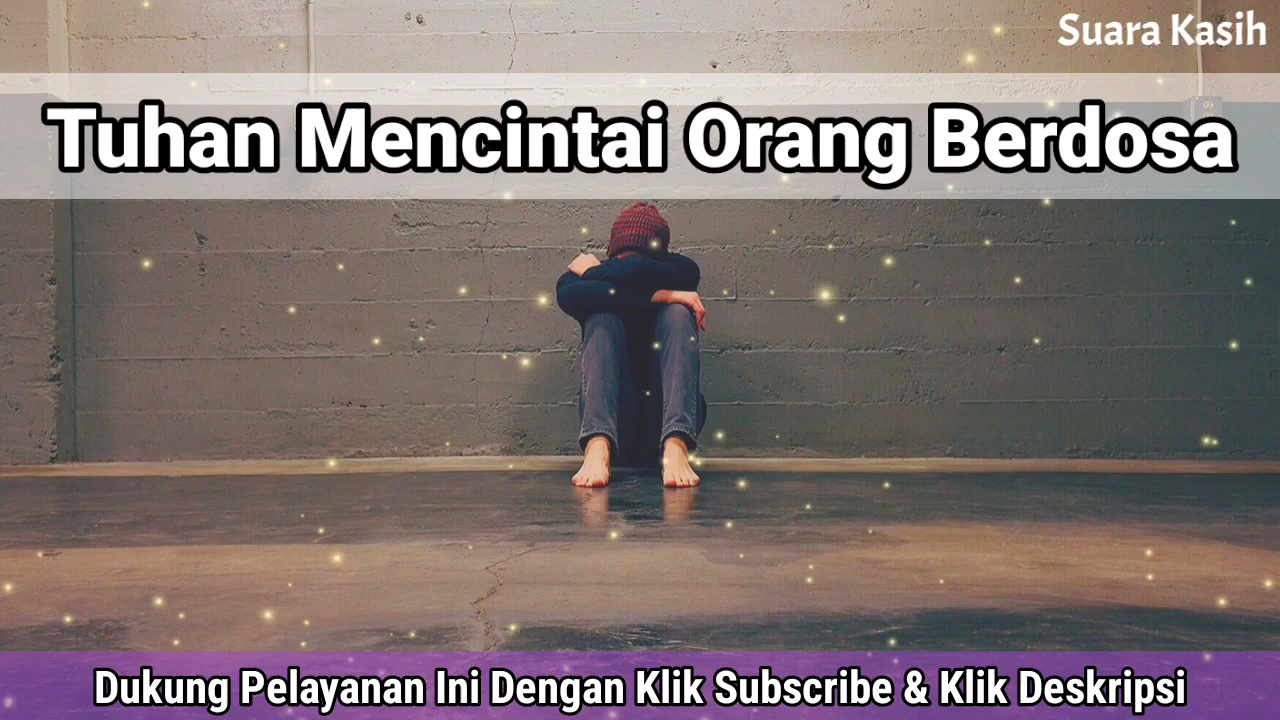 Suara Kasih
Tuhan Mencintai Orang Berdosa
Dukung Pelayanan Ini Dengan Klik Subscribe & Klik Deskripsi